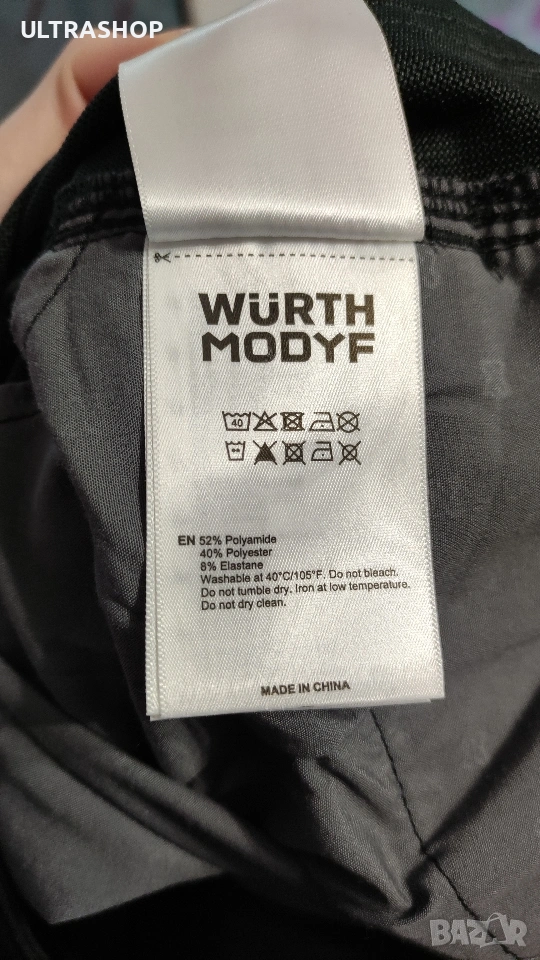 ULTRASHOP
WÜRTH
MODYF
40
EN 52% Polyamide
40% Polyester
8% Elastane
Washable at 40°C/105°F. Do not bleach.
Do not tumble dry. Iron at low temperature.
Do not dry clean.
MADE IN CHINA
BAZAR